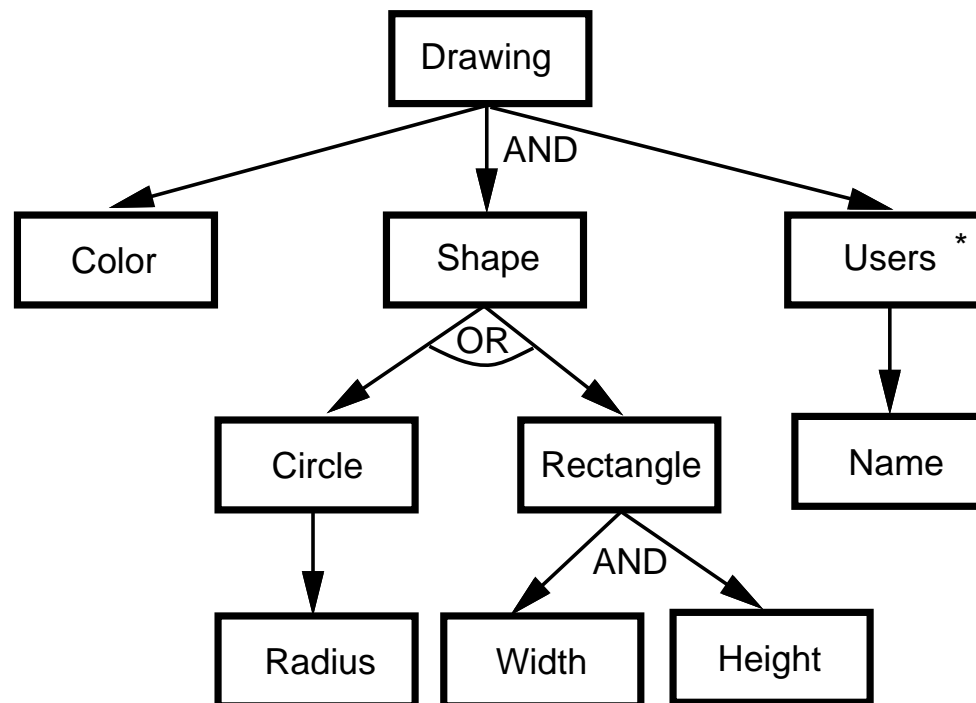 Drawing
AND
Color
Shape
Users *
OR
Circle
Rectangle
Name
AND
Radius
Width
Height